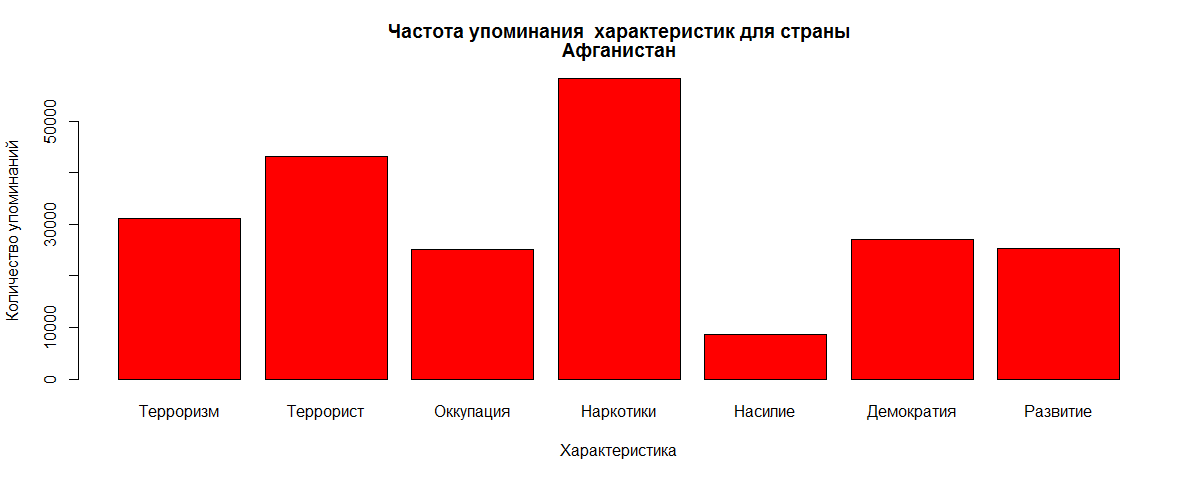 Частота упоминания  характеристик для страны
Афганистан
Количество упоминаний
50000
30000
10000
0
Терроризм
Террорист
Оккупация
Наркотики
Насилие
Демократия
Развитие
Характеристика